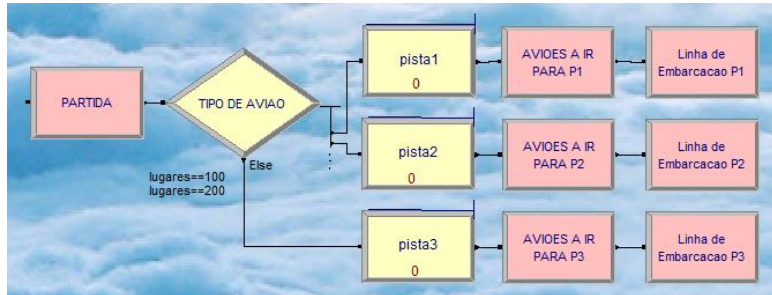 PARTIDA
TIPO DE AVIAO
Else
lugares==100
lugares==200
pista1
0
AVIOES A IR
PARA P1
Linha de
Embarcacao P1
pista2
0
AVIOES A IR
PARA P2
Linha de
Embarcacao P2
pista3
0
AVIOES A IR
PARA P3
Linha de
Embarcacao P3